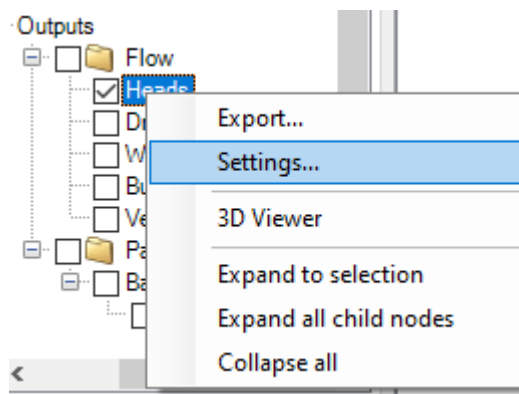 Outputs
Flow
Heads
Export...
Settings...
3D Viewer
Expand to selection
Expand all child nodes
Collapse all